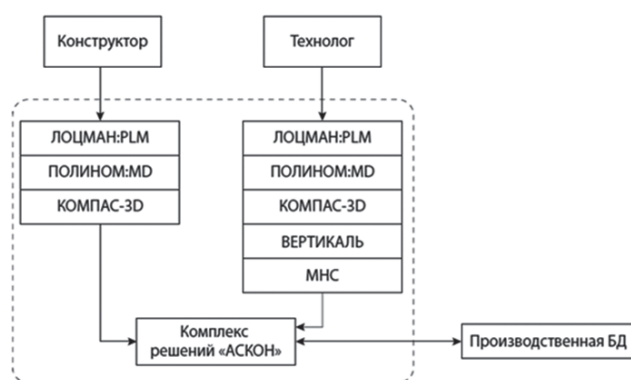 Конструктор
Технолог
ЛОЦМАН:PLM
ПОЛИНОМ:MD
КОМПАС-3D
ЛОЦМАН:PLM
ПОЛИНОМ:MD
КОМПАС-3D
ВЕРТИКАЛЬ
МНС
Комплекс
решений «АСКОН»
Производственная БД